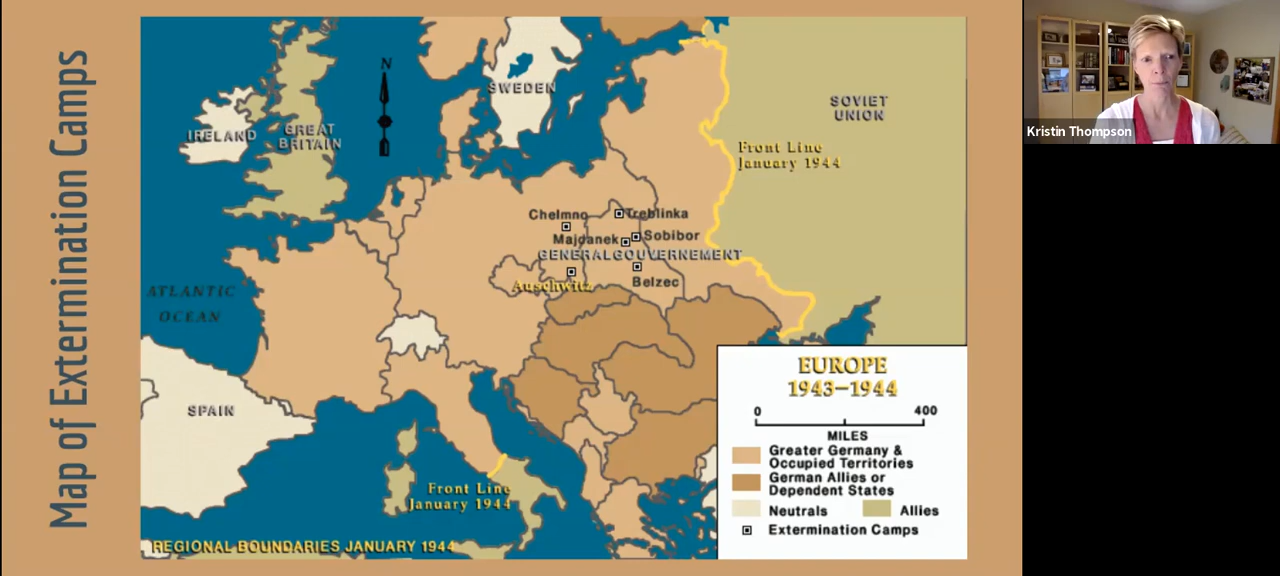 Map of Extermination Camps
N
SWEDEN
IRELAND
GREAT
BRITAIN
SOVIET
UNION
Front Line
January 1944
Chelmno
Treblinka
Majdanek
Sobibor
GENERALGOUVERNEMENT
Auschwitz
Belzec
ATLANTIC
OCEAN
SPAIN
Front Line
January 1944
REGIONAL BOUNDARIES JANUARY 1944
EUROPE
1943–1944
0 400
MILES
Greater Germany &
Occupied Territories
German Allies or
Dependent States
Neutrals
Allies
Extermination Camps
Kristin Thompson